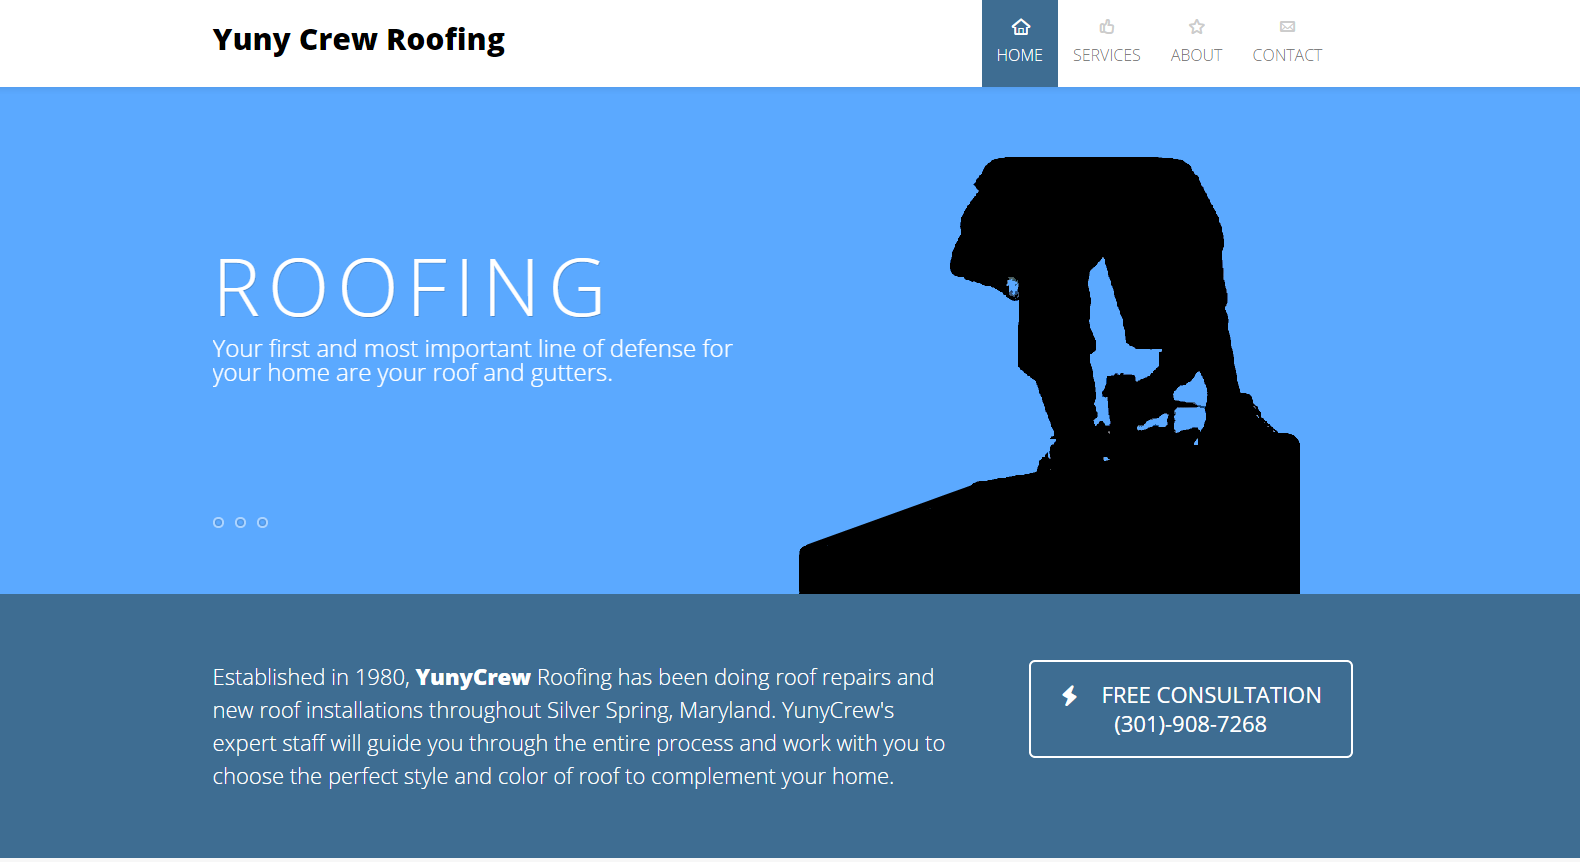 Yuny Crew Roofing
HOME
SERVICES
ABOUT
CONTACT
ROOFING
Your first and most important line of defense for
your home are your roof and gutters.
Established in 1980, YunyCrew Roofing has been doing roof repairs and
new roof installations throughout Silver Spring, Maryland. YunyCrew's
expert staff will guide you through the entire process and work with you to
choose the perfect style and color of roof to complement your home.
FREE CONSULTATION
(301)-908-7268